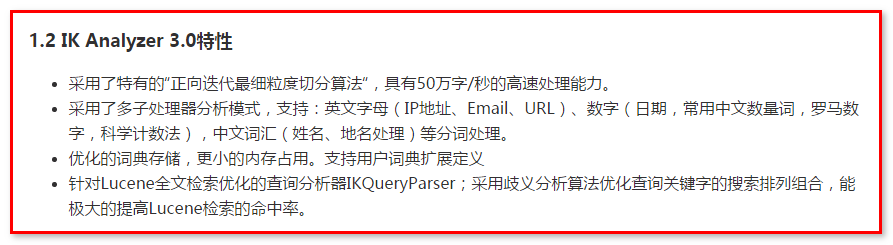 1.2 IK Analyzer 3.0特性
采用了特有的“正向迭代最细粒度切分算法“，具有50万字/秒的高速处理能力。
采用了多子处理器分析模式，支持：英文字母（IP地址、Email、URL）、数字（日期，常用中文数量词，罗马数
字，科学计数法），中文词汇（姓名、地名处理）等分词处理。
优化的词典存储，更小的内存占用。支持用户词典扩展定义
针对Lucene全文检索优化的查询分析器IKQueryParser；采用歧义分析算法优化查询关键字的搜索排列组合，能
极大的提高Lucene检索的命中率。